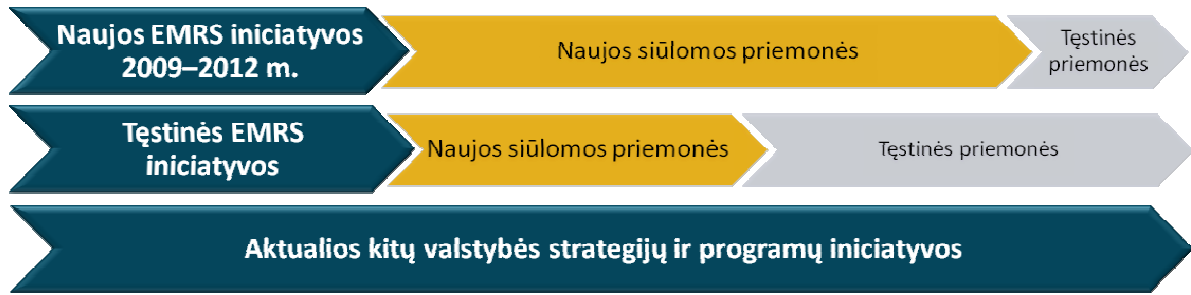 Naujos EMRS iniciatyvos
2009–2012 m.
Naujos siūlomos priemonės
Tęstinės
priemonės
Tęstinės EMRS
iniciatyvos
Naujos siūlomos priemonės
Tęstinės priemonės
Aktualios kitų valstybės strategijų ir programų iniciatyvos